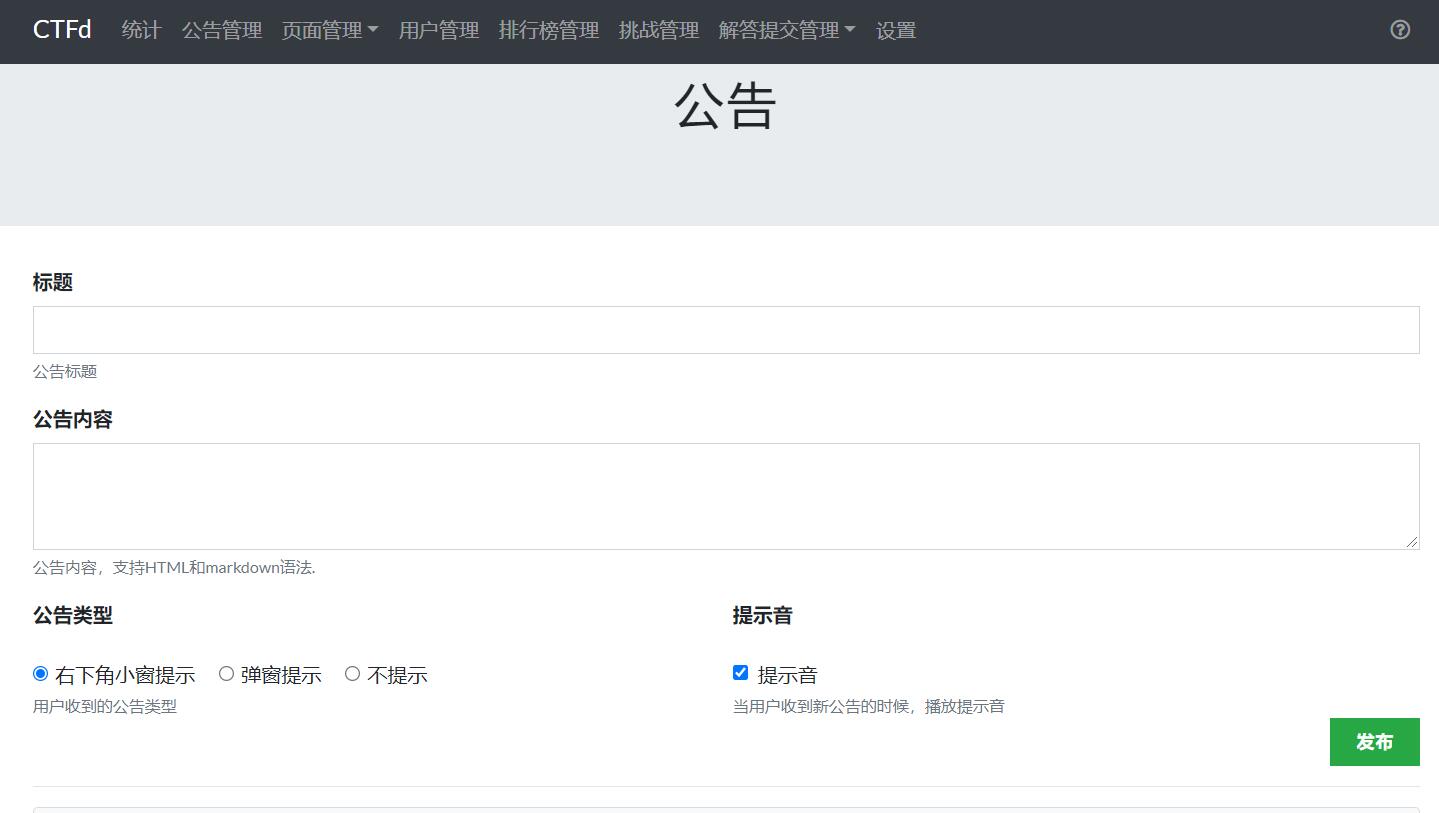 CTFd 统计 公告管理 页面管理 用户管理 排行榜管理 挑战管理 解答提交管理 设置
公告
标题
公告标题
公告内容
公告内容，支持HTML和markdown语法.
公告类型 提示音
右下角小窗提示 弹窗提示 不提示 提示音
用户收到的公告类型 当用户收到新公告的时候，播放提示音
发布